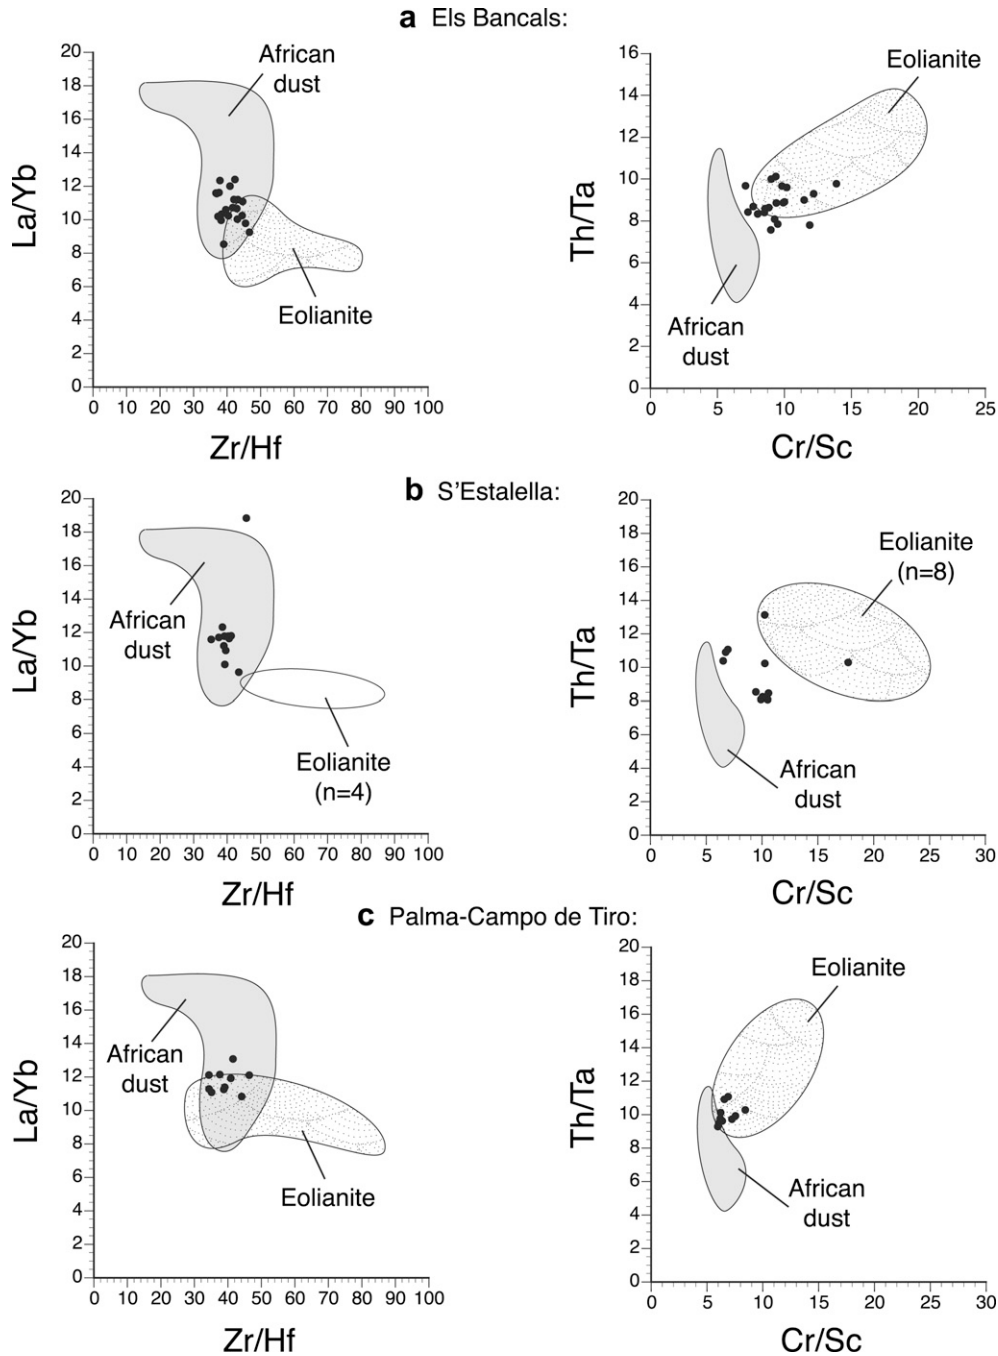 a Els Bancals:
African
dust
20
18
16
14
12
10
8
6
4
2
0
La/Yb
Eolianite
0 10 20 30 40 50 60 70 80 90 100
Zr/Hf
Eolianite
16
14
12
10
8
6
4
2
0
Th/Ta
African
dust
0 5 10 15 20 25
Cr/Sc
b S'Estalella:
20
18
16
14
12
10
8
6
4
2
0
La/Yb
African
dust
Eolianite
(n=4)
0 10 20 30 40 50 60 70 80 90 100
Zr/Hf
Eolianite
(n=8)
20
18
16
14
12
10
8
6
4
2
0
Th/Ta
African
dust
0 5 10 15 20 25 30
Cr/Sc
c Palma-Campo de Tiro:
20
18
16
14
12
10
8
6
4
2
0
La/Yb
African
dust
Eolianite
0 10 20 30 40 50 60 70 80 90 100
Zr/Hf
Eolianite
20
18
16
14
12
10
8
6
4
2
0
Th/Ta
African
dust
0 5 10 15 20 25 30
Cr/Sc